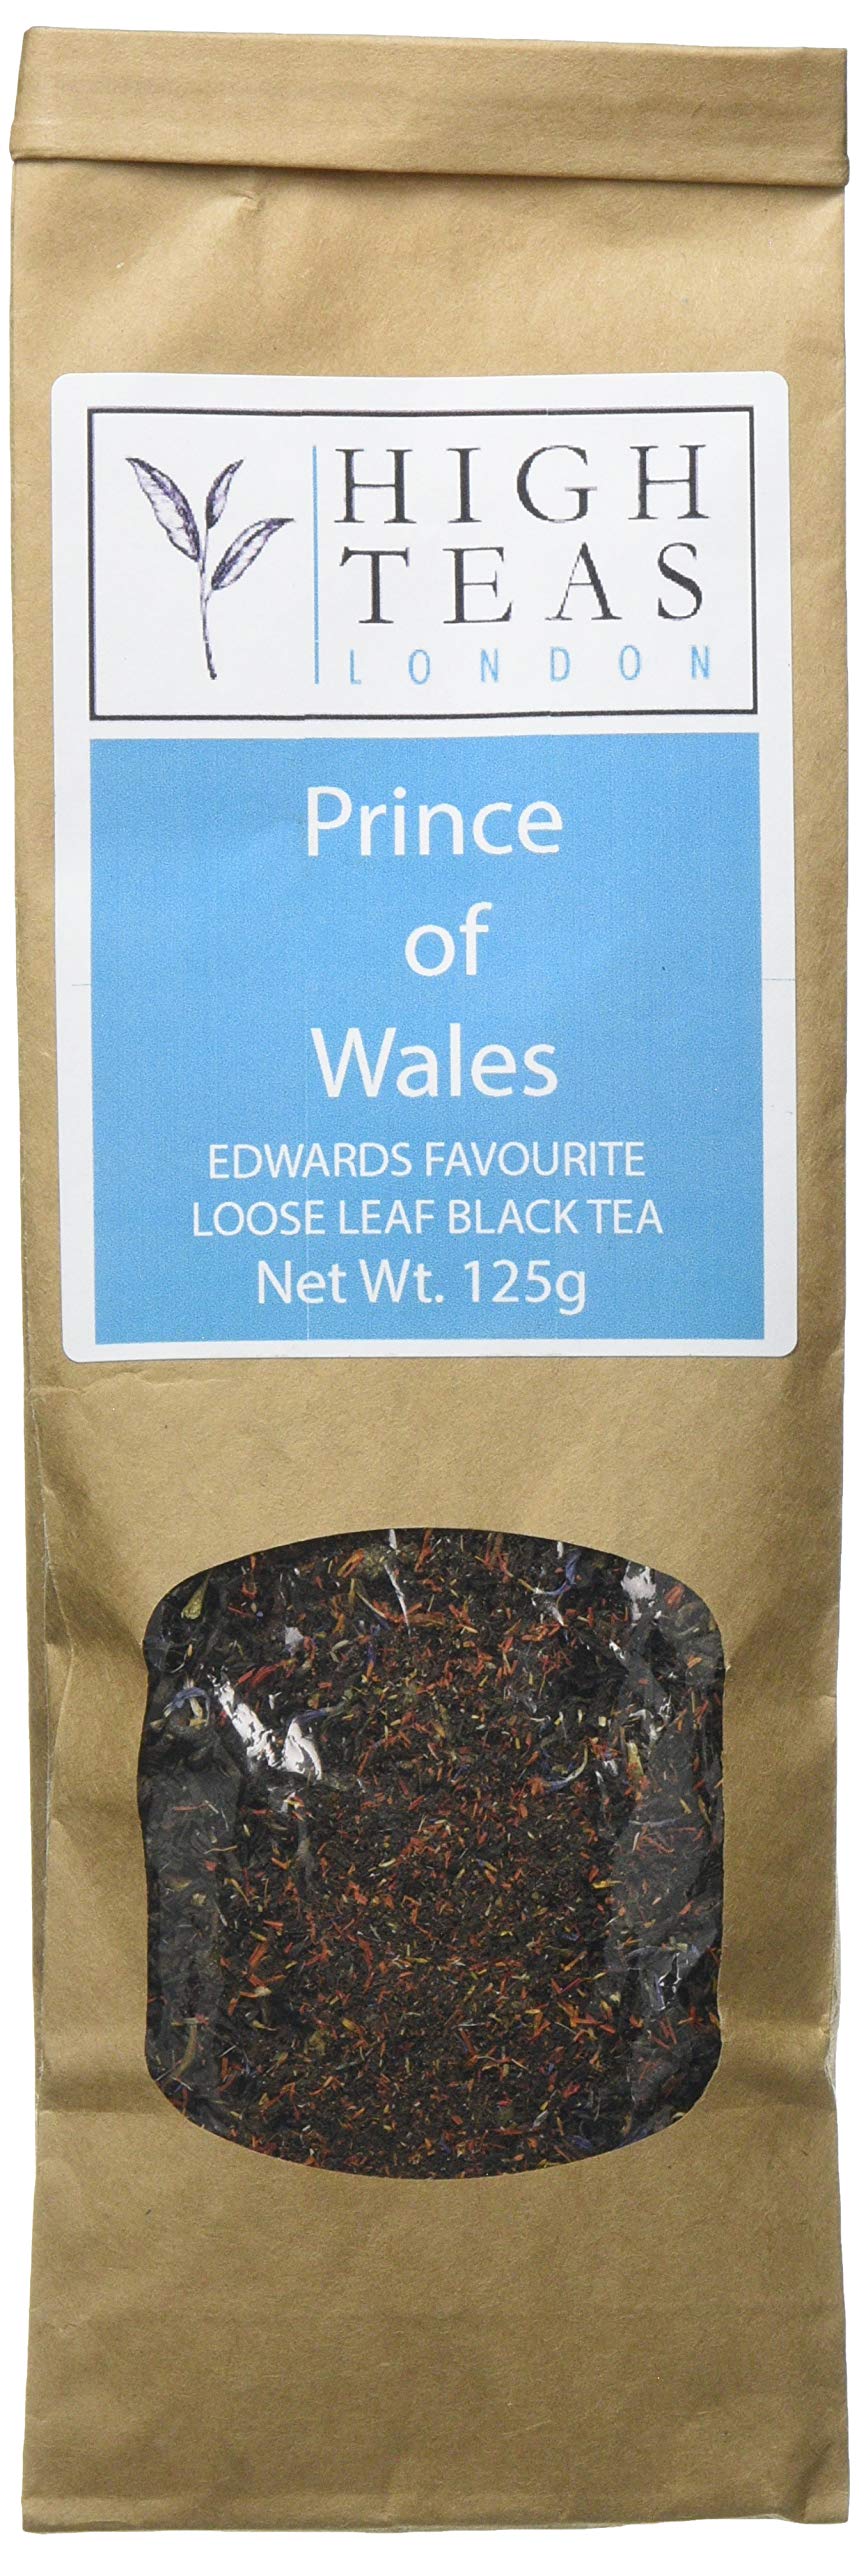 HIGH
TEAS
LONDON
Prince
of
Wales
EDWARDS FAVOURITE
LOOSE LEAF BLACK TEA
Net Wt. 125g